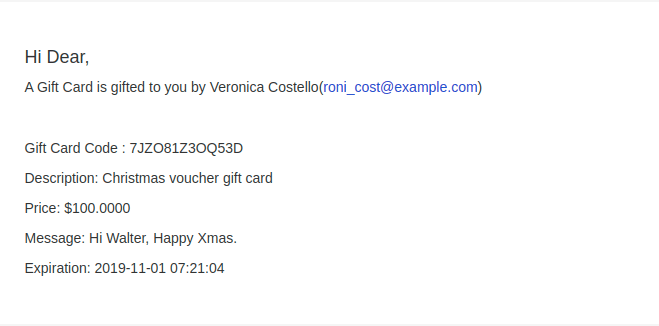 Hi Dear,
A Gift Card is gifted to you by Veronica Costello(roni_cost@example.com)
Gift Card Code : 7JZO81Z3OQ53D
Description: Christmas voucher gift card
Price: $100.0000
Message: Hi Walter, Happy Xmas.
Expiration: 2019-11-01 07:21:04